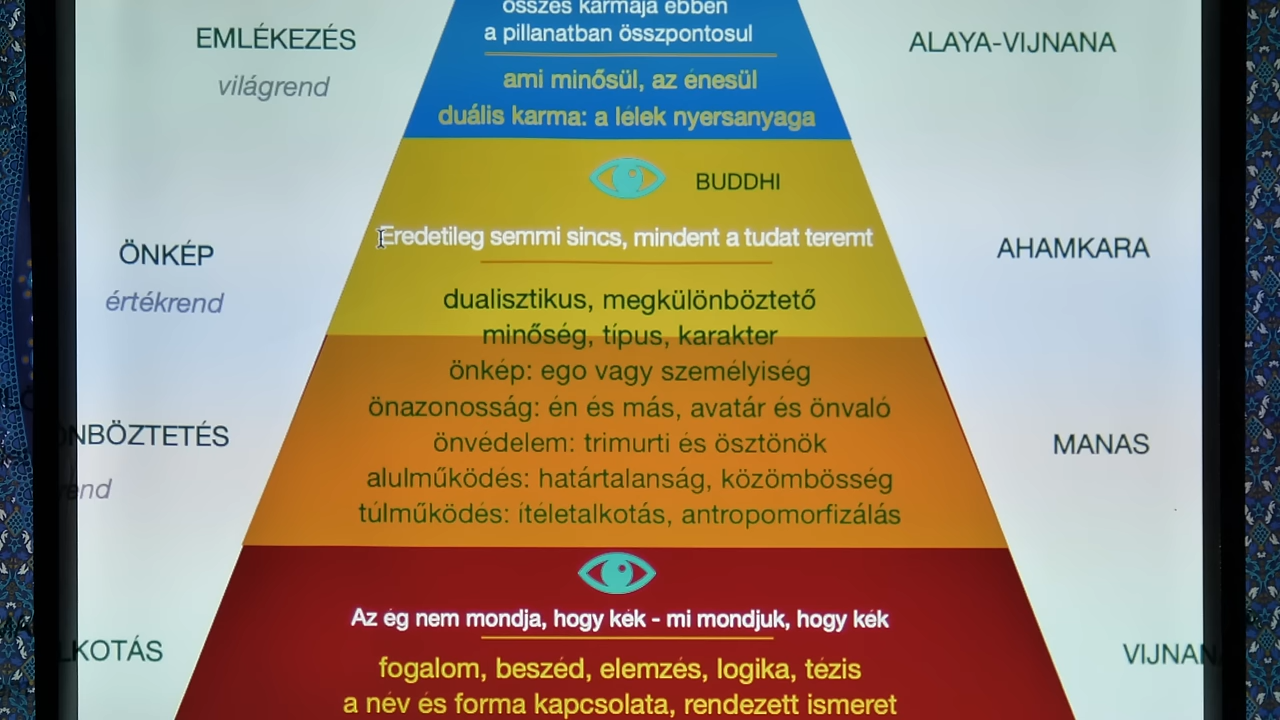 összes karmája ebben
a pillanatban összpontosul
EMLÉKEZÉS
világrend
ALAYA-VIJNANA
ami minősül, az énesül
duális karma: a lélek nyersanyaga
BUDDHI
Eredetileg semmi sincs, mindent a tudat teremt
ÖNKÉP
értékrend
AHAMKARA
dualisztikus, megkülönböztető
minőség, típus, karakter
önkép: ego vagy személyiség
önazonosság: én és más, avatár és önvaló
NBÖZTETÉS
önvédelem: trimurti és ösztönök
MANAS
alulműködés: határtalanság, közömbösség
rend
túlműködés: ítéletalkotás, antropomorfizálás
Az ég nem mondja, hogy kék - mi mondjuk, hogy kék
LKOTÁS
VIJNAN
fogalom, beszéd, elemzés, logika, tézis
a név és forma kapcsolata, rendezett ismeret